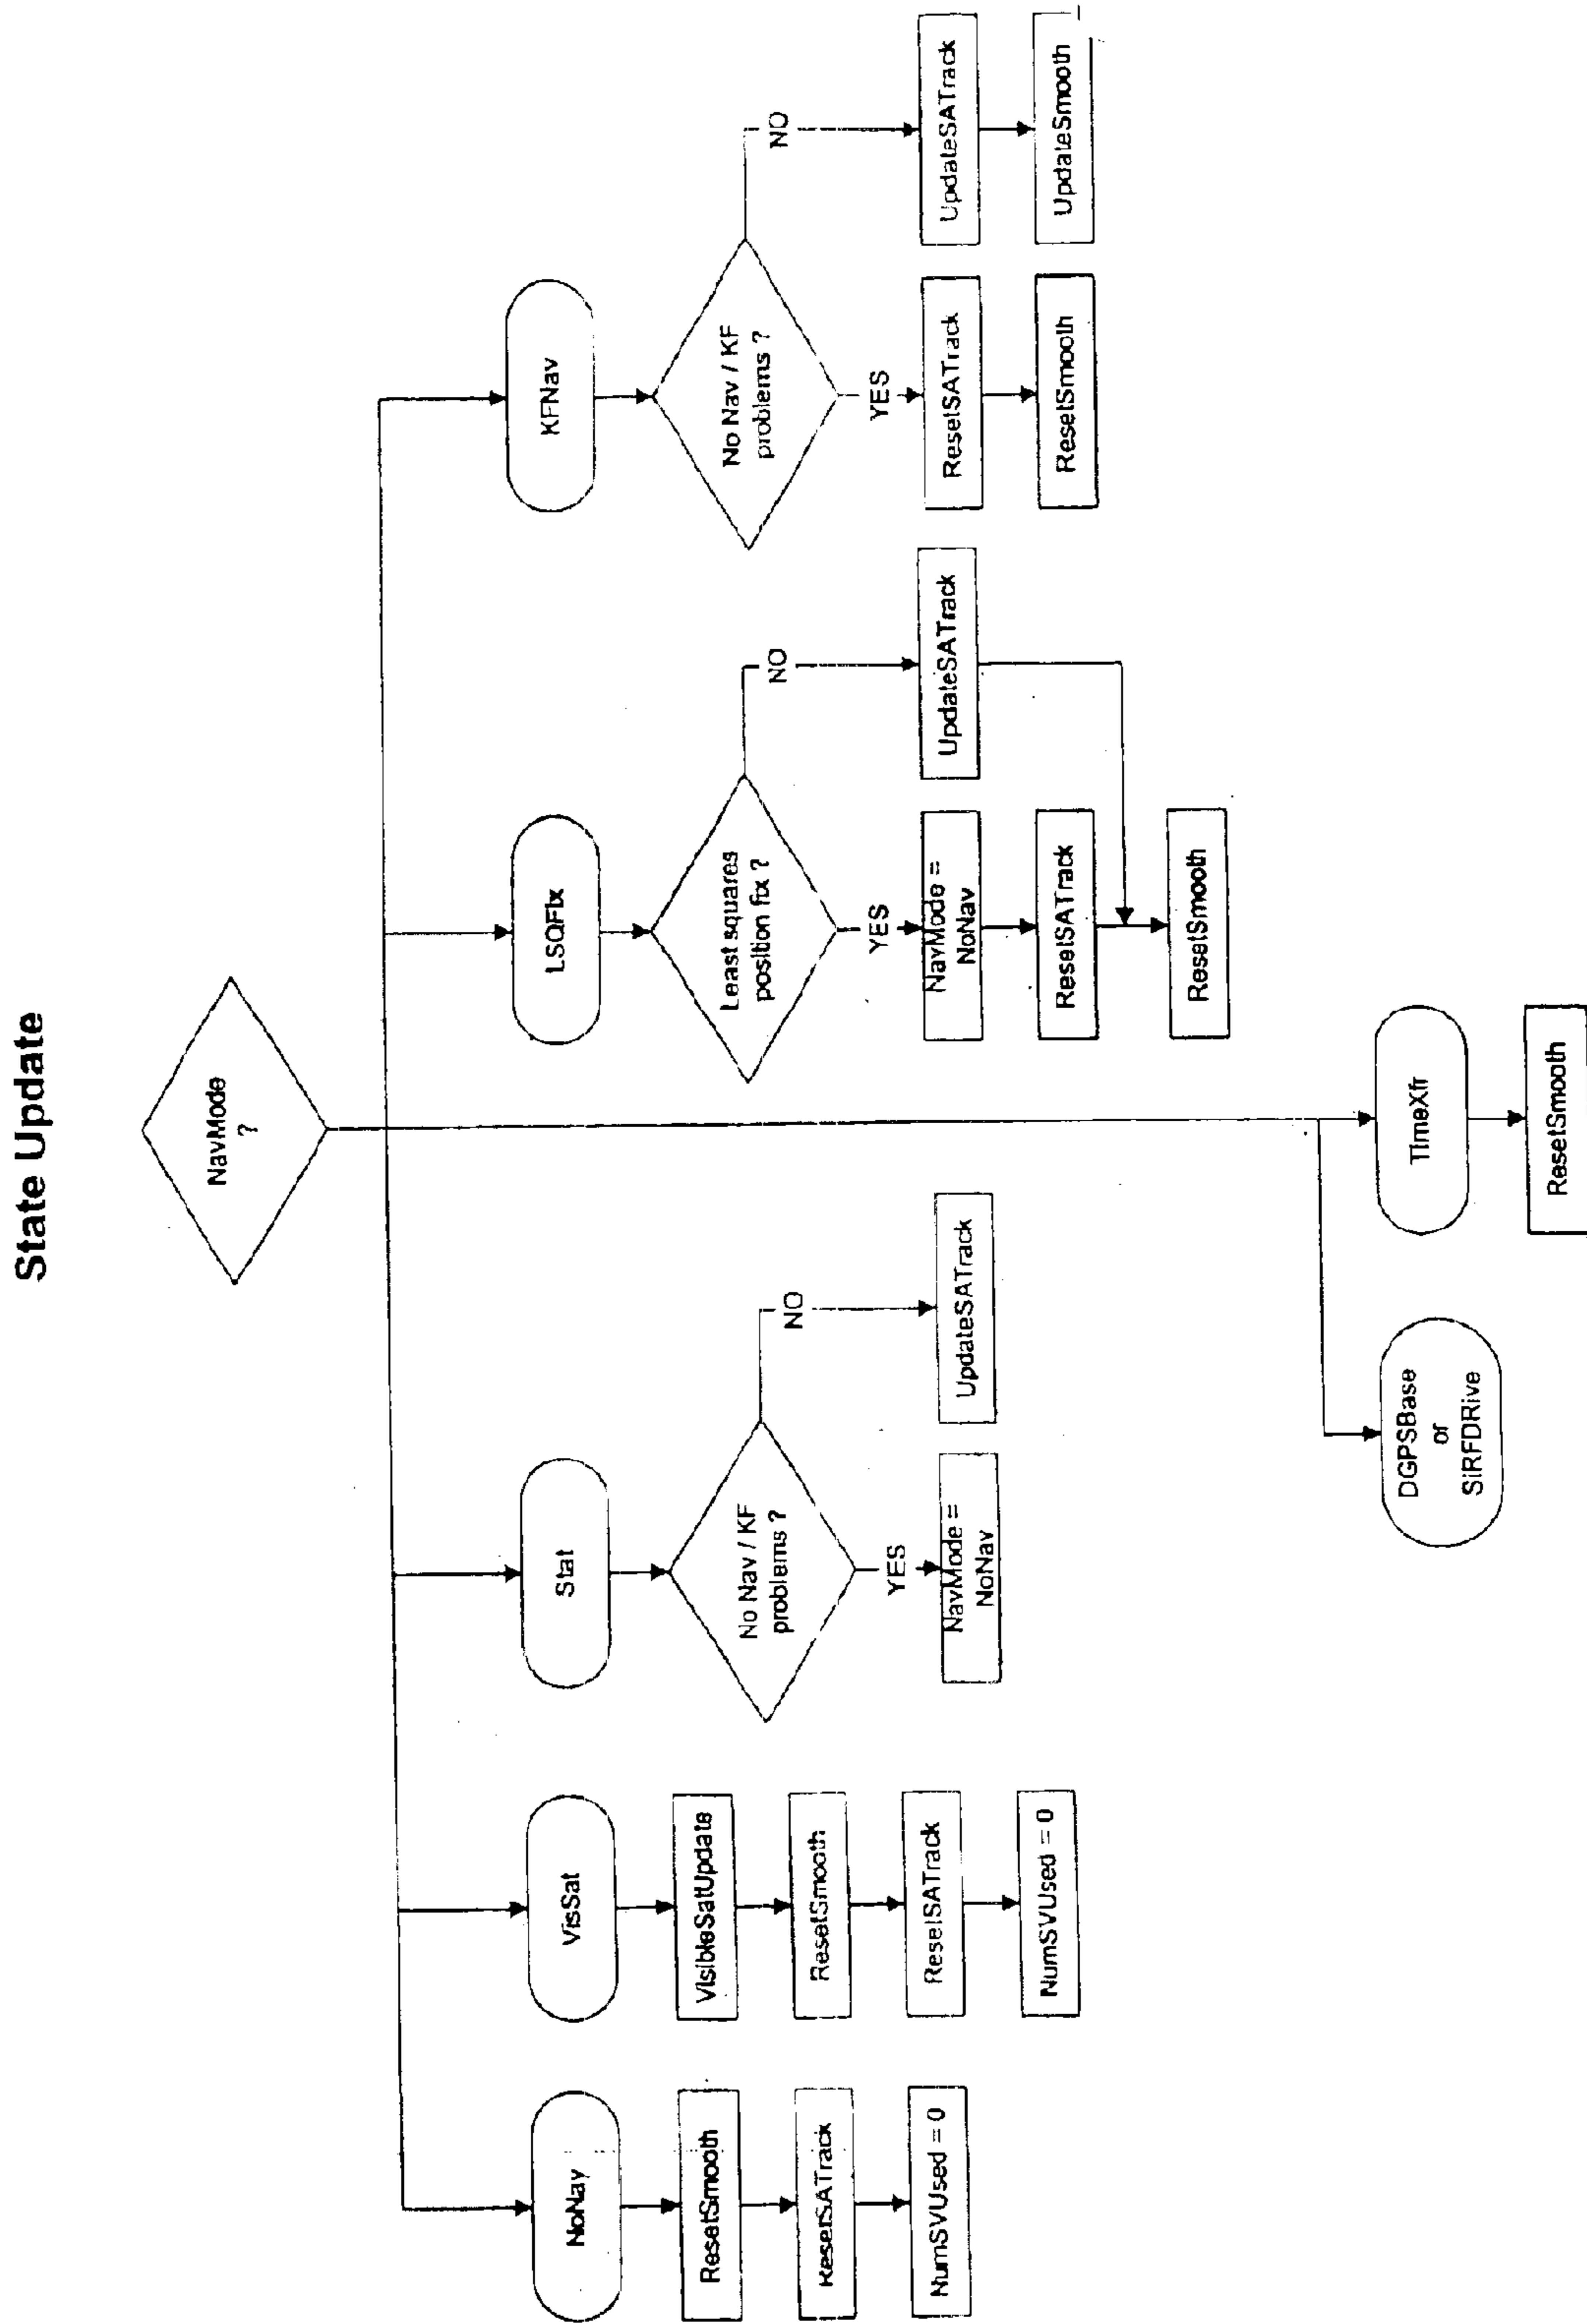 State Update
NavMode
?
NoNav
ResetSmooth
ResetSATrack
NumSVUsed = 0
VisSat
VisibleSatUpdate
ResetSmooth
ResetSATrack
NumSVUsed = 0
Stat
No Nav / KF
problems ?
YES
NavMode =
NoNav
NO
UpdateSATrack
LSQFix
Least squares
position fix ?
YES
NavMode =
NoNav
ResetSATrack
ResetSmooth
NO
UpdateSATrack
KFNav
No Nav / KF
problems ?
YES
ResetSATrack
ResetSmooth
NO
UpdateSATrack
UpdateSmooth
DGPSBase
or
SiRFDRive
TimeXfr
ResetSmooth